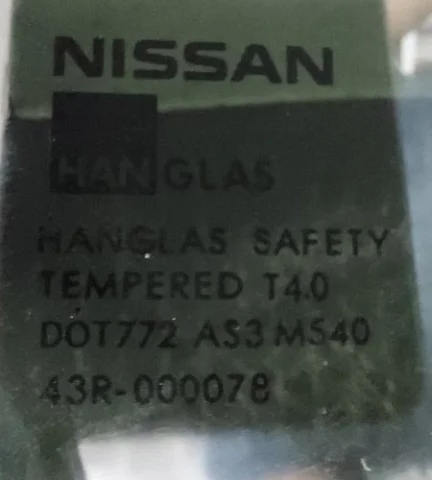 NISSAN
HANGLAS
HANGLAS SAFETY
TEMPERED T4.0
DOT772 AS3 M540
43R-000078